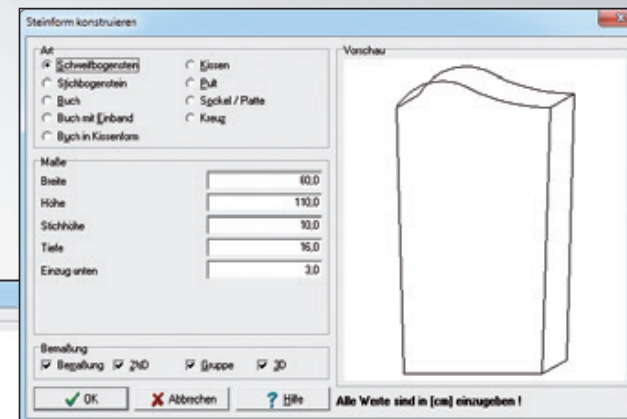 Steinform konstruieren
Art
Schweifbogenstein
Stichbogenstein
Buch
Buch mit Einband
Buch in Kissenform
Kissen
Pult
Sockel / Platte
Kreuz
Vorschau
Maße
Breite 60,0
Höhe 110,0
Stichhöhe 10,0
Tiefe 16,0
Einzug unten 3,0
Bemaßung
Bemaßung 2½D Gruppe 3D
OK Abbrechen Hilfe
Alle Werte sind in [cm] einzugeben !